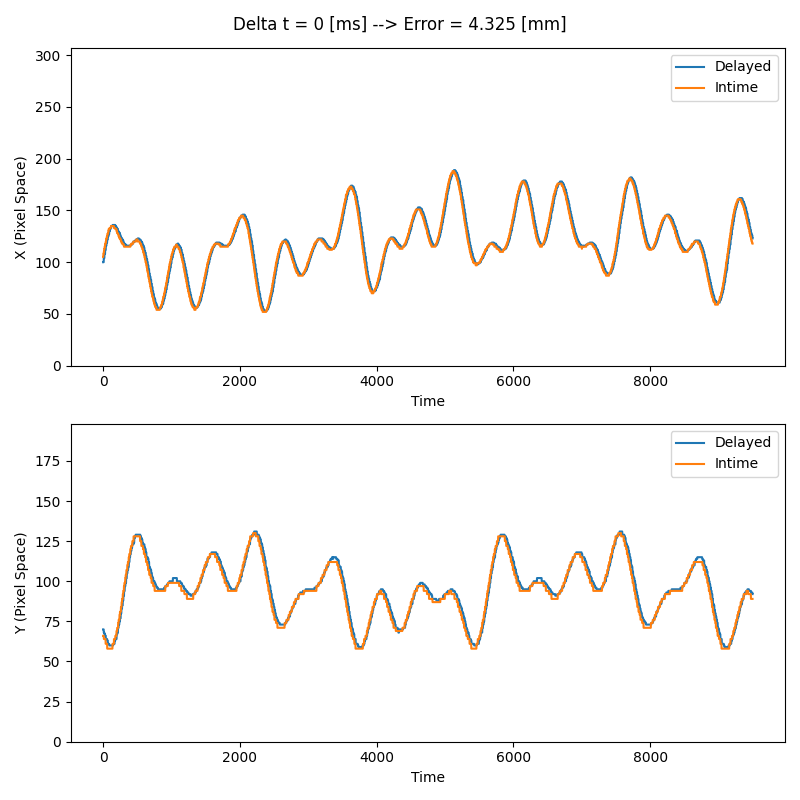 Delta t = 0 [ms] --> Error = 4.325 [mm]
300
250
200
150
100
50
0
X (Pixel Space)
Delayed
Intime
0 2000 4000 6000 8000
Time
175
150
125
100
75
50
25
0
Y (Pixel Space)
Delayed
Intime
0 2000 4000 6000 8000
Time